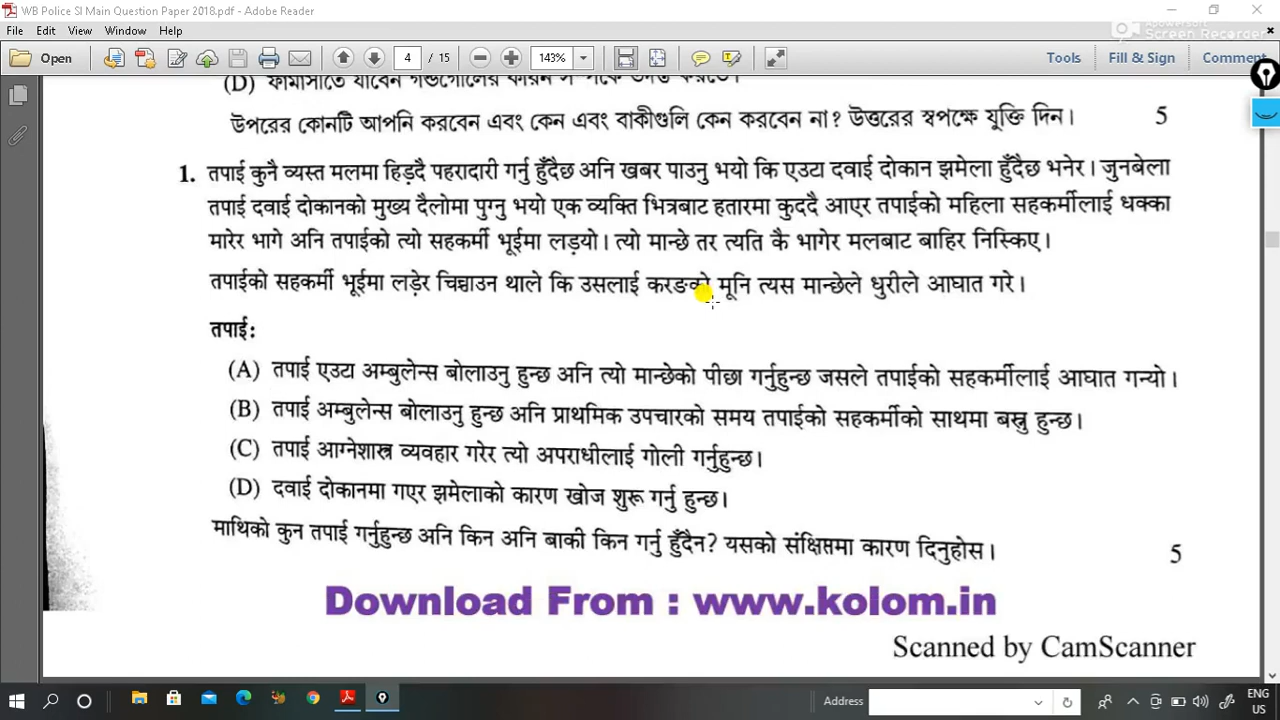 WB Police SI Main Question Paper 2018.pdf - Adobe Reader
File Edit View Window Help
Apowersoft
Screen Recorder
Open 4 / 15 143% Tools Fill & Sign Comment
(D) ফার্মাসীতে যাবেন গণ্ডগোলের কারন
উপরের কোনটি আপনি করবেন এবং কেন এবং বাকীগুলি কেন করবেন না? উত্তরের স্বপক্ষে যুক্তি দিন। 5
1. तपाई कुनै व्यस्त मलमा हिड़दै पहरादारी गर्नु हुँदैछ अनि खबर पाउनु भयो कि एउटा दवाई दोकान झमेला हुँदैछ भनेर। जुनबेला
तपाई दवाई दोकानको मुख्य दैलोमा पुग्नु भयो एक व्यक्ति भित्रबाट हतारमा कुददै आएर तपाईको महिला सहकर्मीलाई धक्का
मारेर भागे अनि तपाईको त्यो सहकर्मी भूईमा लड़यो। त्यो मान्छे तर त्यति कै भागेर मलबाट बाहिर निस्किए।
तपाईको सहकर्मी भूईमा लड़ेर चिच्चाउन थाले कि उसलाई करङको मूनि त्यस मान्छेले धुरीले आघात गरे।
तपाई:
(A) तपाई एउटा अम्बुलेन्स बोलाउनु हुन्छ अनि त्यो मान्छेको पीछा गर्नुहुन्छ जसले तपाईको सहकर्मीलाई आघात गन्यो।
(B) तपाई अम्बुलेन्स बोलाउनु हुन्छ अनि प्राथमिक उपचारको समय तपाईको सहकर्मीको साथमा बस्नु हुन्छ।
(C) तपाई आग्नेशास्त्र व्यवहार गरेर त्यो अपराधीलाई गोली गर्नुहुन्छ।
(D) दवाई दोकानमा गएर झमेलाको कारण खोज शुरू गर्नु हुन्छ।
माथिको कुन तपाई गर्नुहुन्छ अनि किन अनि बाकी किन गर्नु हुँदैन? यसको संक्षिप्तमा कारण दिनुहोस। 5
Download From : www.kolom.in
Scanned by CamScanner
Address ENG
US